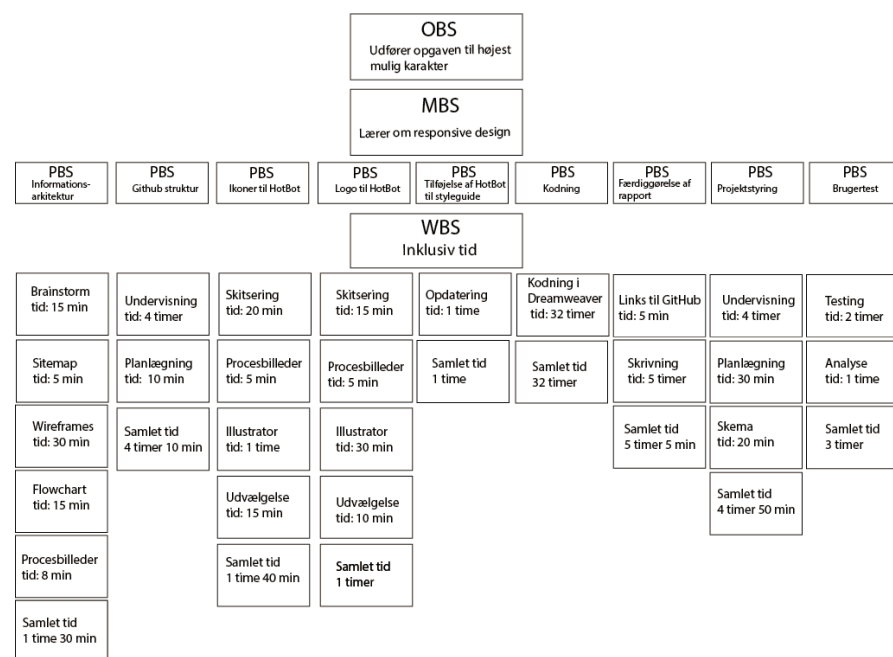 OBS
Udfører opgaven til højest
mulig karakter
MBS
Lærer om responsive design
PBS
Informations-
arkitektur
PBS
Github struktur
PBS
Ikoner til HotBot
PBS
Logo til HotBot
PBS
Tilføjelse af HotBot
til styleguide
PBS
Kodning
PBS
Færdiggørelse af
rapport
PBS
Projektstyring
PBS
Brugertest
WBS
Inklusiv tid
Brainstorm
tid: 15 min
Sitemap
tid: 5 min
Wireframes
tid: 30 min
Flowchart
tid: 15 min
Procesbilleder
tid: 8 min
Samlet tid
1 time 30 min
Undervisning
tid: 4 timer
Planlægning
tid: 10 min
Samlet tid
4 timer 10 min
Skitsering
tid: 20 min
Procesbilleder
tid: 5 min
Illustrator
tid: 1 time
Udvælgelse
tid: 15 min
Samlet tid
1 time 40 min
Skitsering
tid: 15 min
Procesbilleder
tid: 5 min
Illustrator
tid: 30 min
Udvælgelse
tid: 10 min
Samlet tid
1 timer
Opdatering
tid: 1 time
Samlet tid
1 time
Kodning i
Dreamweaver
tid: 32 timer
Samlet tid
32 timer
Links til GitHub
tid: 5 min
Skrivning
tid: 5 timer
Samlet tid
5 timer 5 min
Undervisning
tid: 4 timer
Planlægning
tid: 30 min
Skema
tid: 20 min
Samlet tid
4 timer 50 min
Testing
tid: 2 timer
Analyse
tid: 1 time
Samlet tid
3 timer